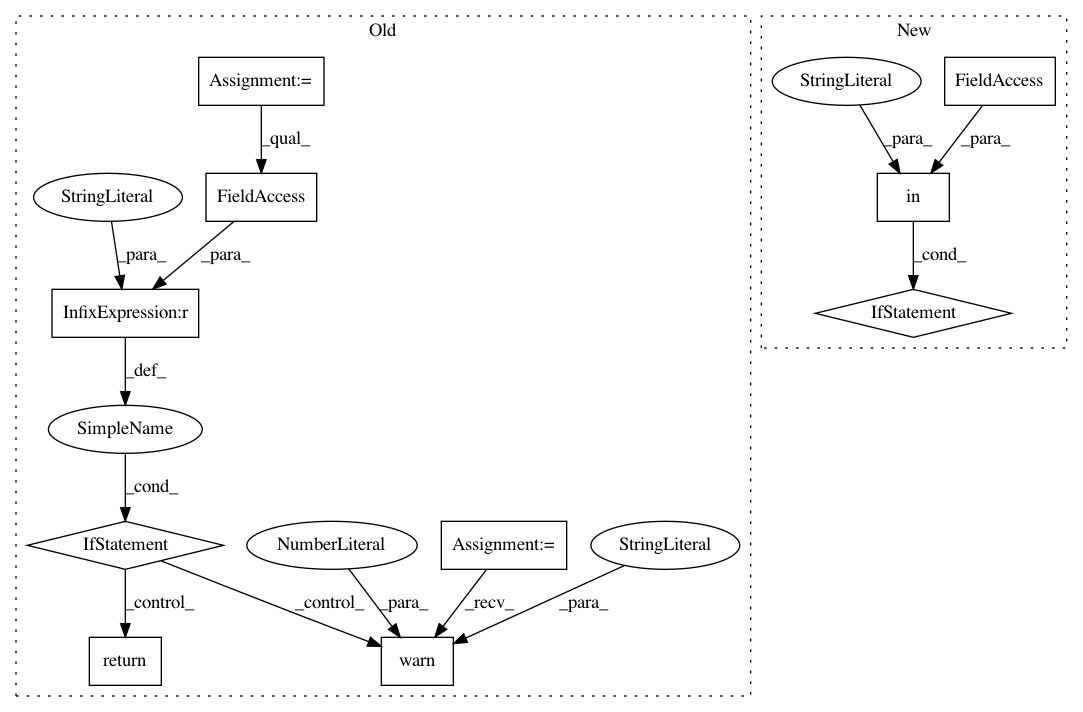 Old
New
Assignment:=
StringLiteral
FieldAccess
_qual_
_para_
_para_
StringLiteral
FieldAccess
in
_para_
_para_
_cond_
InfixExpression:r
IfStatement
_def_
SimpleName
_cond_
IfStatement
NumberLiteral
Assignment:=
StringLiteral
_control_
_control_
_para_
_recv_
_para_
return
warn